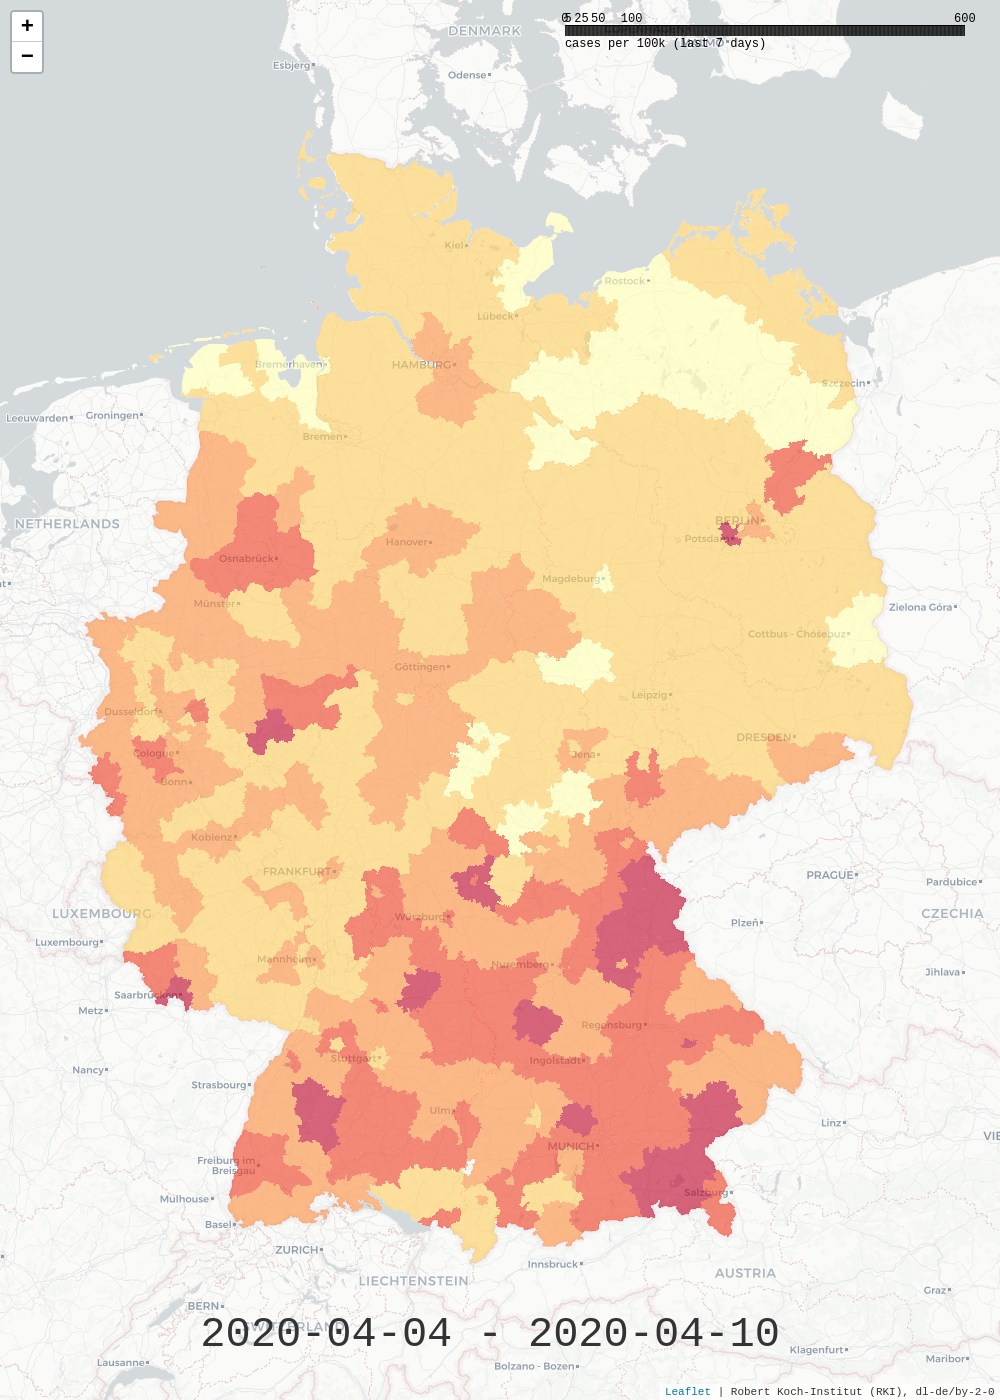 +
−
0 5 25 50 100 600
cases per 100k (last 7 days)
DENMARK
Esbjerg
Odense
Kiel
Rostock
Lübeck
Bremerhaven
HAMBURG
Szczecin
Leeuwarden
Groningen
Bremen
NETHERLANDS
BERLIN
Hanover
Potsdam
Osnabrück
Magdeburg
Münster
Zielona Góra
Cottbus - Chóśebuz
Göttingen
Leipzig
Dusseldorf
DRESDEN
Cologne
Jena
Bonn
Koblenz
FRANKFURT
PRAGUE
Pardubice
LUXEMBOURG
Würzburg
Plzeň
CZECHIA
Luxembourg
Mannheim
Nuremberg
Jihlava
Saarbrücken
Metz
Regensburg
Stuttgart
Ingolstadt
Nancy
Strasbourg
Ulm
Linz
VIE
MUNICH
Freiburg im
Breisgau
Salzburg
Mulhouse
Basel
ZURICH
Innsbruck
AUSTRIA
LIECHTENSTEIN
Graz
BERN
SWITZERLAND
2020-04-04 - 2020-04-10
Klagenfurt
Maribor
Lausanne
Bolzano - Bozen
Leaflet | Robert Koch-Institut (RKI), dl-de/by-2-0